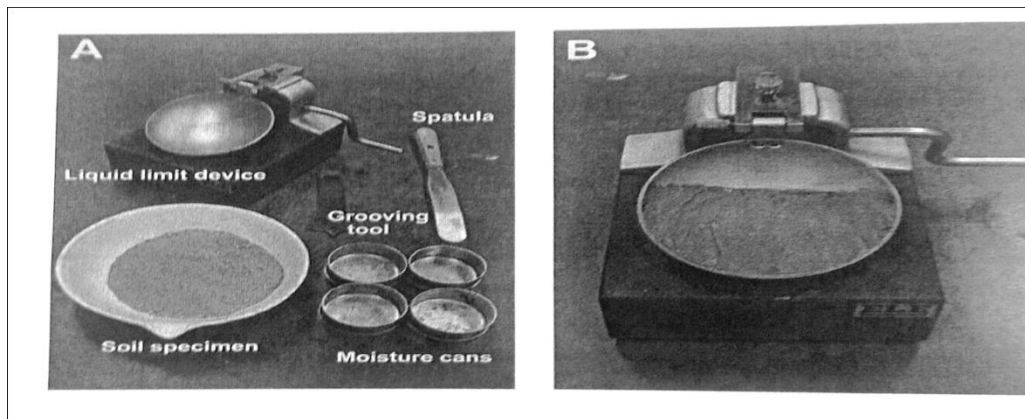 A
Spatula
Liquid limit device
Grooving
tool
Soil specimen
Moisture cans
B